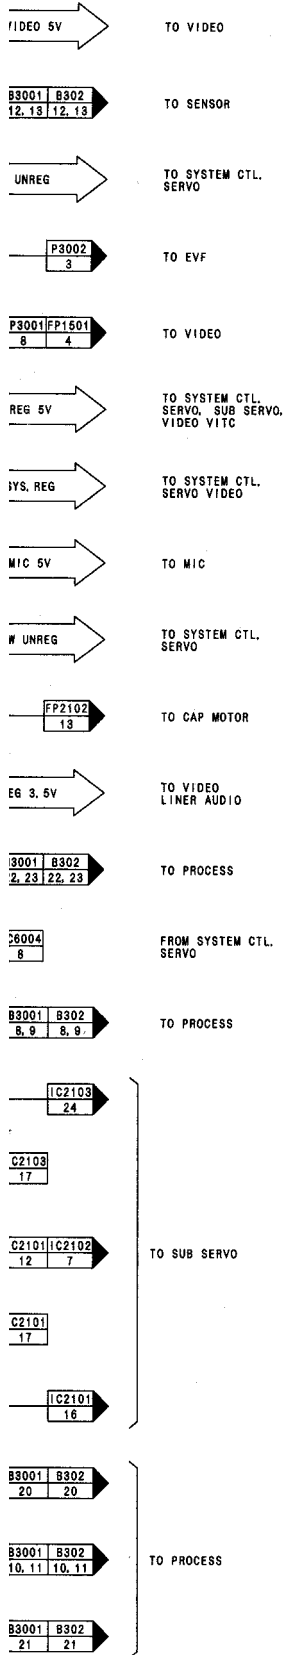 VIDEO 5V TO VIDEO
B3001 B302 TO SENSOR
12, 13 12, 13
UNREG TO SYSTEM CTL.
SERVO
P3002 TO EVF
3
P3001 FP1501 TO VIDEO
8 4
REG 5V TO SYSTEM CTL.
SERVO, SUB SERVO,
VIDEO VITC
SYS. REG TO SYSTEM CTL.
SERVO VIDEO
MIC 5V TO MIC
W UNREG TO SYSTEM CTL.
SERVO
FP2102 TO CAP MOTOR
13
EG 3.5V TO VIDEO
LINER AUDIO
3001 B302 TO PROCESS
22, 23 22, 23
C6004 FROM SYSTEM CTL.
8 SERVO
B3001 B302 TO PROCESS
8, 9 8, 9
IC2103
24
C2103
17
C2101 IC2102 TO SUB SERVO
12 7
C2101
17
IC2101
16
B3001 B302
20 20
B3001 B302 TO PROCESS
10, 11 10, 11
B3001 B302
21 21